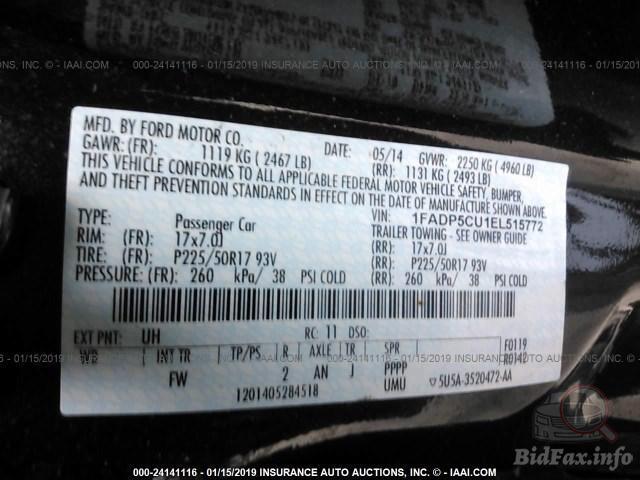 000-24141116 - 01/15/2019 INSURANCE AUTO AUCTIONS, INC. - IAAI.COM
MFD. BY FORD MOTOR CO.
DATE: 05/14 GVWR: 2250 KG ( 4960 LB)
GAWR: (FR): 1119 KG ( 2467 LB) (RR): 1131 KG ( 2493 LB)
THIS VEHICLE CONFORMS TO ALL APPLICABLE FEDERAL MOTOR VEHICLE SAFETY, BUMPER,
AND THEFT PREVENTION STANDARDS IN EFFECT ON THE DATE OF MANUFACTURE SHOWN ABOVE.
VIN: 1FADP5CU1EL515772
TYPE: Passenger Car TRAILER TOWING - SEE OWNER GUIDE
RIM: (FR): 17x7.0J (RR): 17x7.0J
TIRE: (FR): P225/50R17 93V (RR): P225/50R17 93V
PRESSURE: (FR): 260 kPa/ 38 PSI COLD (RR): 260 kPa/ 38 PSI COLD
EXT PNT: UH RC: 11 DSO: F0119
INT TR TP/PS R AXLE TR SPR R0142
FW 2 AN J PPPP
UMU
1201405284518 5U5A-3520472-AA
000-24141116 - 01/15/2019 INSURANCE AUTO AUCTIONS, INC. - IAAI.COM
BidFax.info
000-24141116 - 01/15/2019 INSURANCE AUTO AUCTIONS, INC. - IAAI.COM